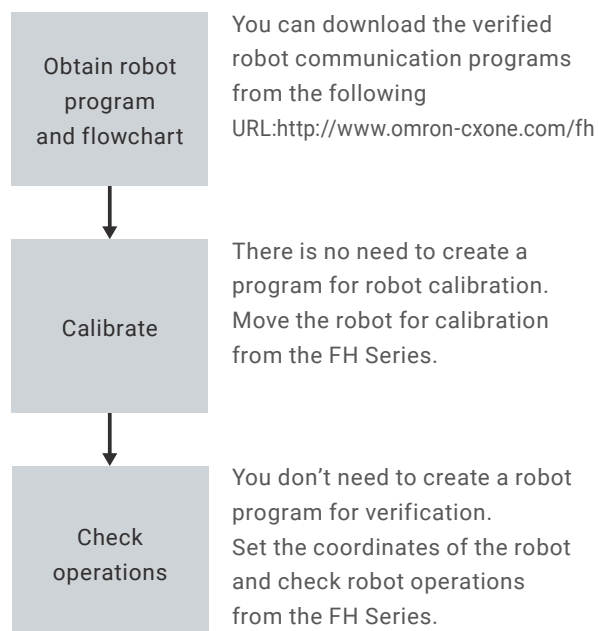 Obtain robot
program
and flowchart
You can download the verified
robot communication programs
from the following
URL:http://www.omron-cxone.com/fh
Calibrate
There is no need to create a
program for robot calibration.
Move the robot for calibration
from the FH Series.
Check
operations
You don’t need to create a robot
program for verification.
Set the coordinates of the robot
and check robot operations
from the FH Series.